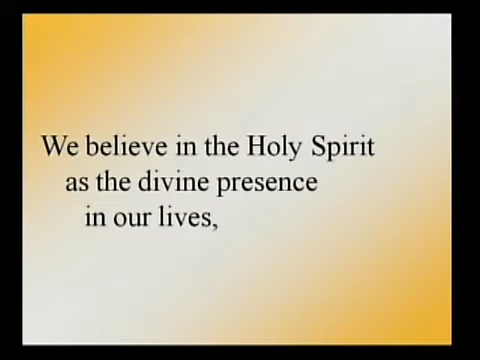 We believe in the Holy Spirit
as the divine presence
in our lives,